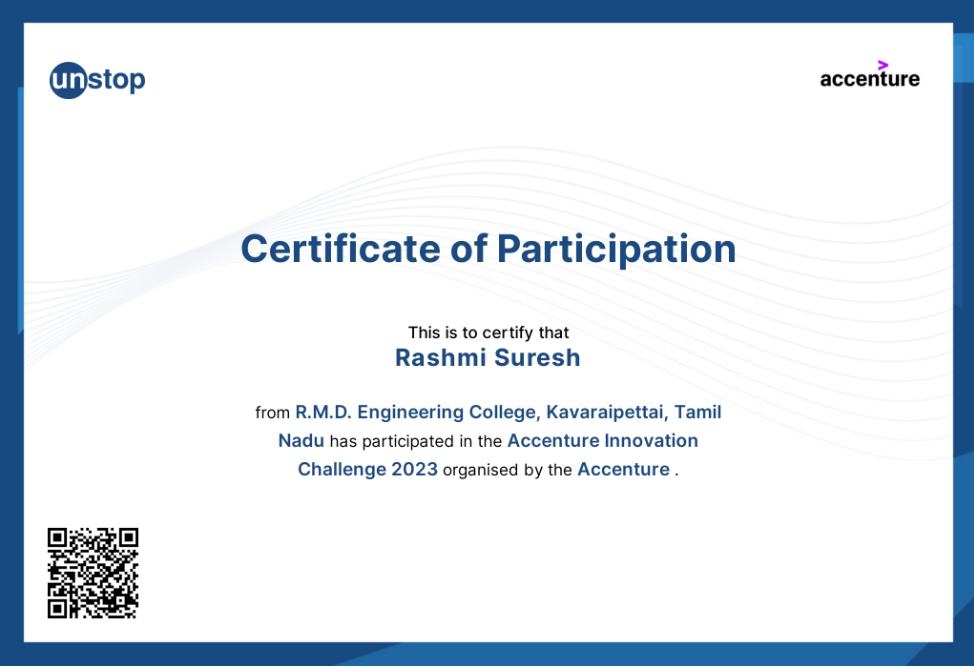 unstop
accenture
Certificate of Participation
This is to certify that
Rashmi Suresh
from R.M.D. Engineering College, Kavaraipettai, Tamil
Nadu has participated in the Accenture Innovation
Challenge 2023 organised by the Accenture .